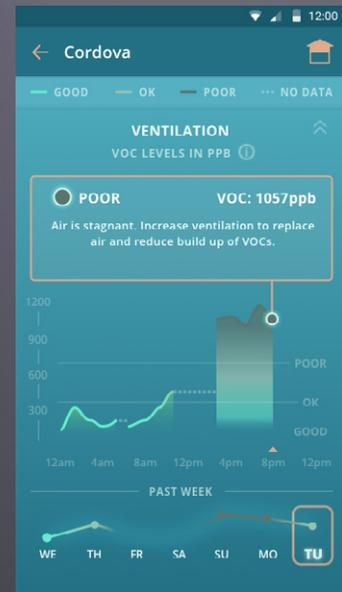 12:00
Cordova
GOOD OK POOR NO DATA
VENTILATION
VOC LEVELS IN PPB
POOR VOC: 1057ppb
Air is stagnant. Increase ventilation to replace
air and reduce build up of VOCs.
1200
900
POOR
600
OK
300
GOOD
12am 4am 8am 12pm 4pm 8pm 12pm
PAST WEEK
WE TH FR SA SU MO TU